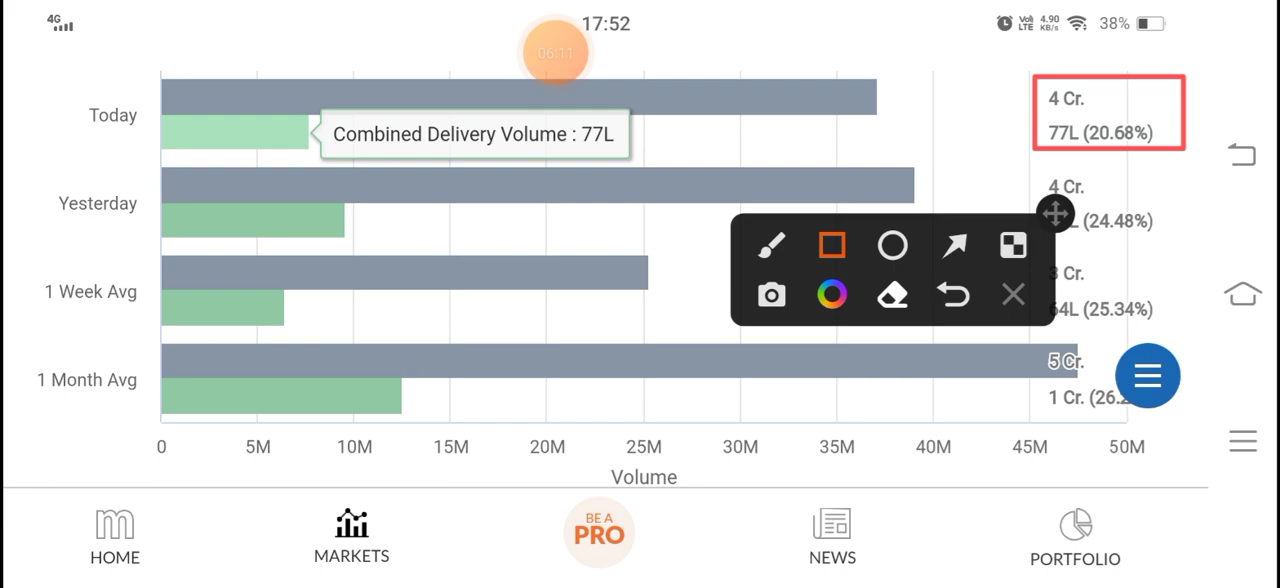 4G
17:52
Vo)) LTE
4.90 KB/s
38%
06:11
Today
4 Cr.
Combined Delivery Volume : 77L
77L (20.68%)
Yesterday
4 Cr.
(24.48%)
1 Week Avg
Cr.
64L (25.34%)
1 Month Avg
5 Cr.
1 Cr. (26.
0 5M 10M 15M 20M 25M 30M 35M 40M 45M 50M
Volume
HOME
MARKETS
BE A
PRO
NEWS
PORTFOLIO